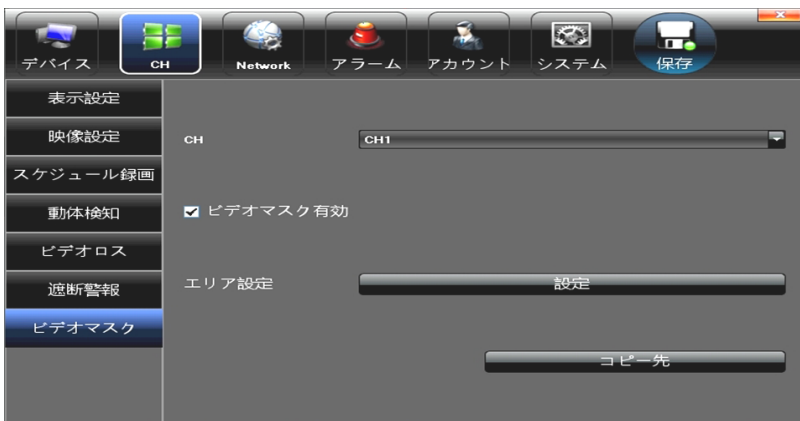 デバイス
CH
Network
アラーム
アカウント
システム
保存
表示設定
映像設定
スケジュール録画
動体検知
ビデオロス
遮断警報
ビデオマスク
CH CH1
ビデオマスク有効
エリア設定 設定
コピー先